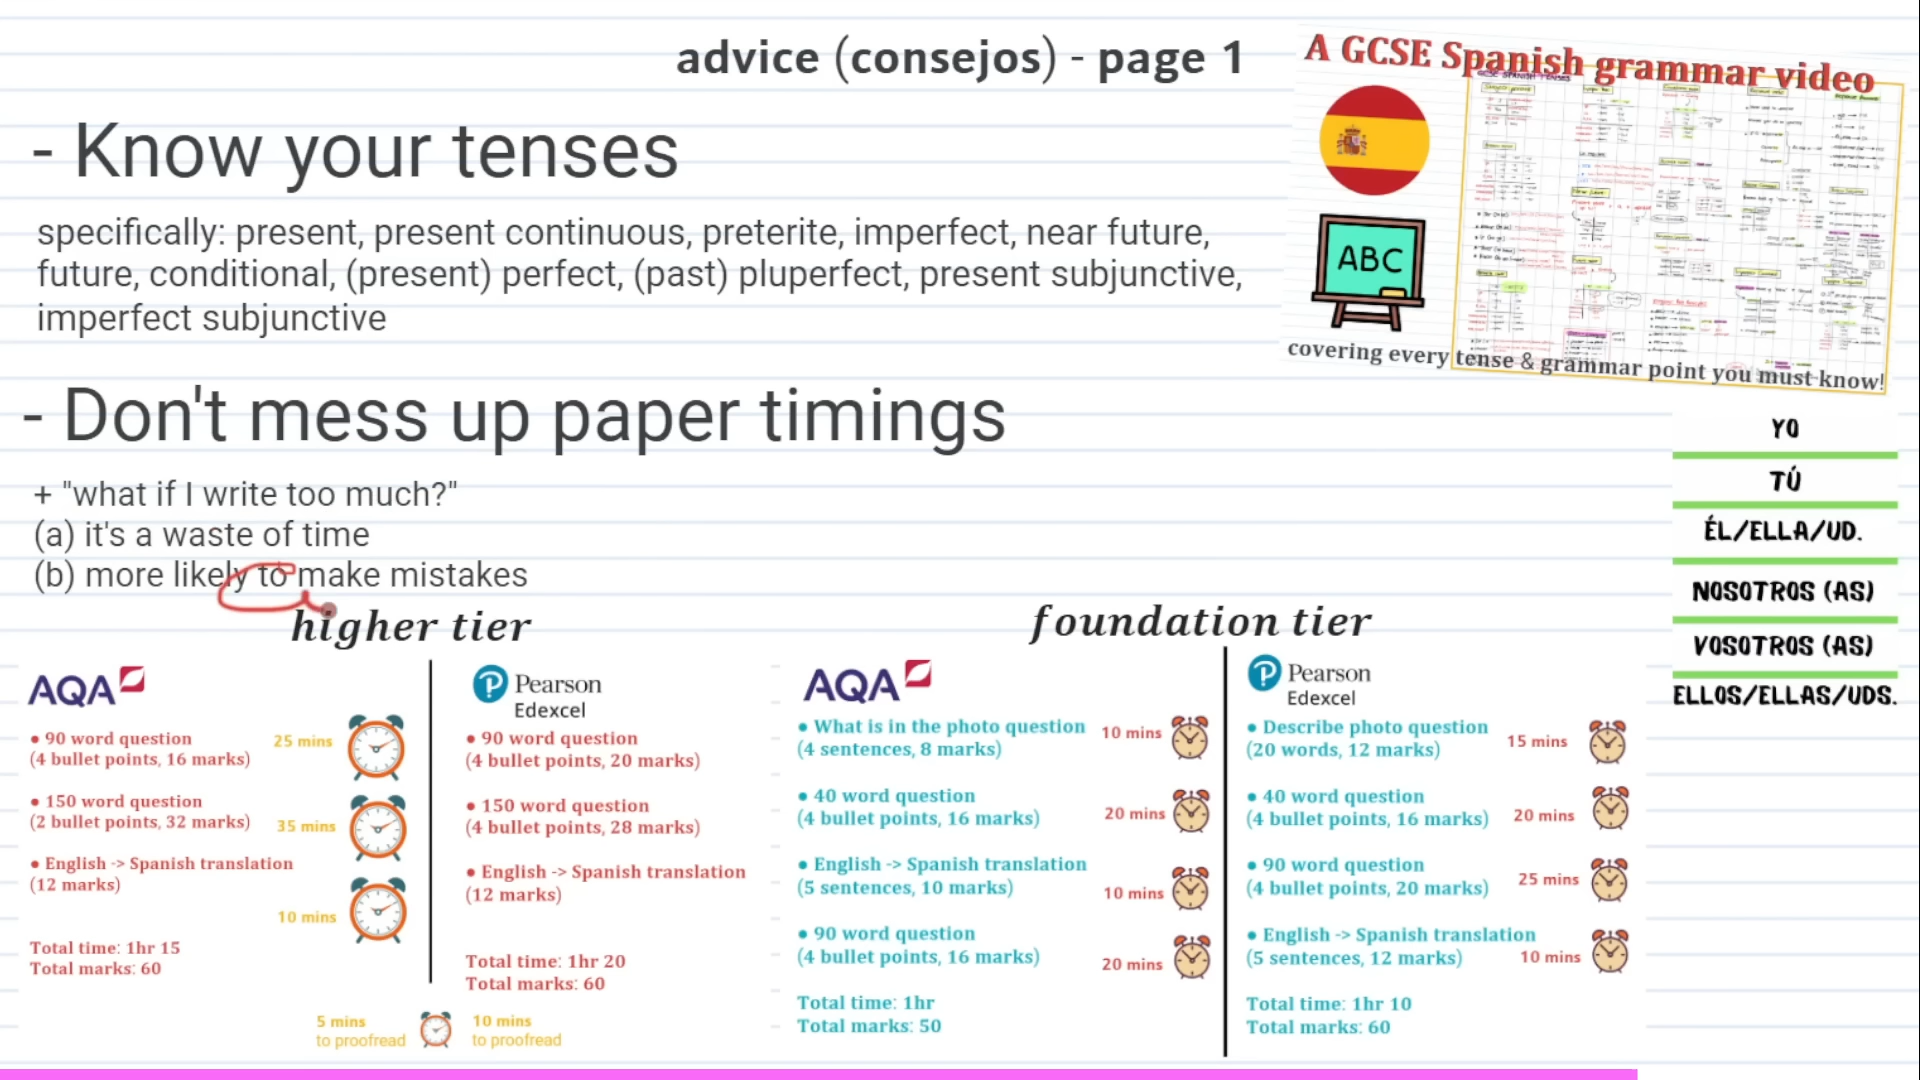 advice (consejos) - page 1
A GCSE Spanish grammar video
ABC
covering every tense & grammar point you must know!
- Know your tenses
specifically: present, present continuous, preterite, imperfect, near future,
future, conditional, (present) perfect, (past) pluperfect, present subjunctive,
imperfect subjunctive
- Don't mess up paper timings
+ "what if I write too much?"
(a) it's a waste of time
(b) more likely to make mistakes
YO
TÚ
ÉL/ELLA/UD.
NOSOTROS (AS)
VOSOTROS (AS)
ELLOS/ELLAS/UDS.
higher tier
AQA
• 90 word question
(4 bullet points, 16 marks)
25 mins
• 150 word question
(2 bullet points, 32 marks)
35 mins
• English -> Spanish translation
(12 marks)
10 mins
Total time: 1hr 15
Total marks: 60
5 mins
to proofread
Pearson
Edexcel
• 90 word question
(4 bullet points, 20 marks)
• 150 word question
(4 bullet points, 28 marks)
• English -> Spanish translation
(12 marks)
Total time: 1hr 20
Total marks: 60
10 mins
to proofread
foundation tier
AQA
• What is in the photo question
(4 sentences, 8 marks)
10 mins
• 40 word question
(4 bullet points, 16 marks)
20 mins
• English -> Spanish translation
(5 sentences, 10 marks)
10 mins
• 90 word question
(4 bullet points, 16 marks)
20 mins
Total time: 1hr
Total marks: 50
Pearson
Edexcel
• Describe photo question
(20 words, 12 marks)
15 mins
• 40 word question
(4 bullet points, 16 marks)
20 mins
• 90 word question
(4 bullet points, 20 marks)
25 mins
• English -> Spanish translation
(5 sentences, 12 marks)
10 mins
Total time: 1hr 10
Total marks: 60